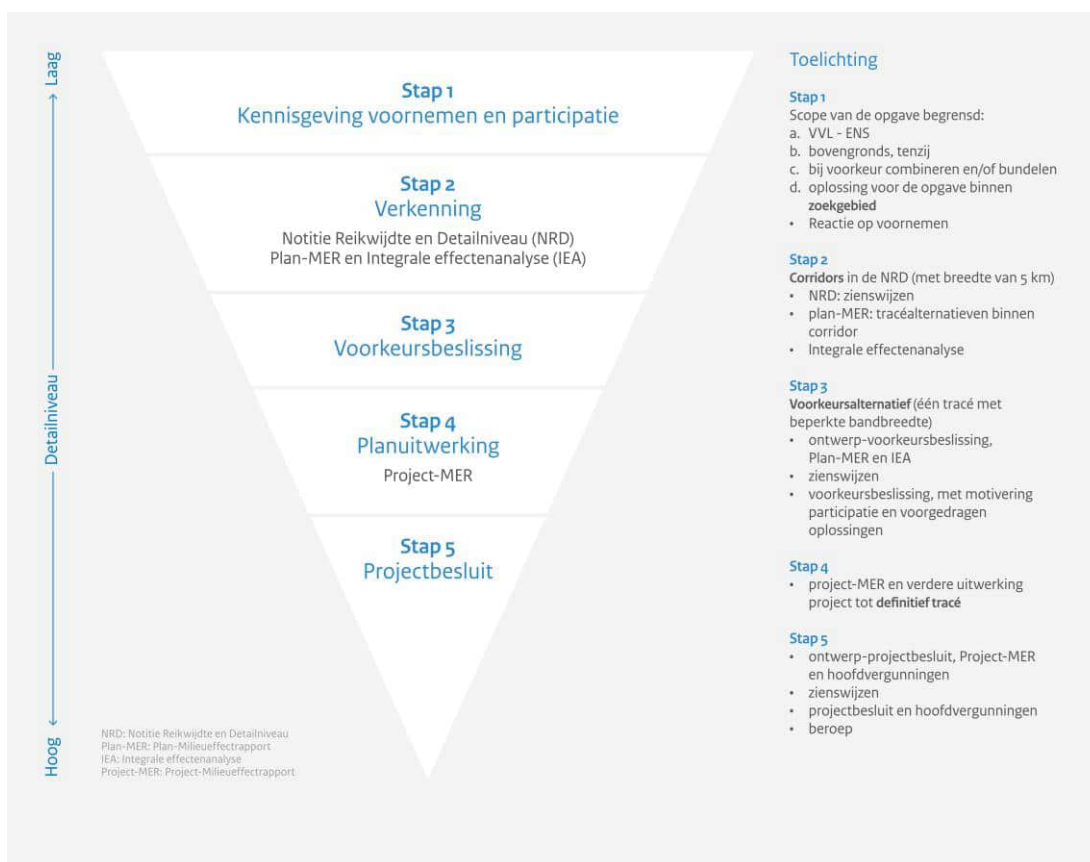 Laag
Detailniveau
Hoog
Stap 1
Kennisgeving voornemen en participatie
Stap 2
Verkenning
Notitie Reikwijdte en Detailniveau (NRD)
Plan-MER en Integrale effectenanalyse (IEA)
Stap 3
Voorkeursbeslissing
Stap 4
Planuitwerking
Project-MER
Stap 5
Projectbesluit
NRD: Notitie Reikwijdte en Detailniveau
Plan-MER: Plan-Milieueffectrapport
IEA: Integrale effectenanalyse
Project-MER: Project-Milieueffectrapport
Toelichting
Stap 1
Scope van de opgave begrensd:
a. VVL - ENS
b. bovengronds, tenzij
c. bij voorkeur combineren en/of bundelen
d. oplossing voor de opgave binnen
zoekgebied
• Reactie op voornemen
Stap 2
Corridors in de NRD (met breedte van 5 km)
• NRD: zienswijzen
• plan-MER: tracéalternatieven binnen
corridor
• Integrale effectenanalyse
Stap 3
Voorkeursalternatief (één tracé met
beperkte bandbreedte)
• ontwerp-voorkeursbeslissing,
Plan-MER en IEA
• zienswijzen
• voorkeursbeslissing, met motivering
participatie en voorgedragen
oplossingen
Stap 4
• project-MER en verdere uitwerking
project tot definitief tracé
Stap 5
• ontwerp-projectbesluit, Project-MER
en hoofdvergunningen
• zienswijzen
• projectbesluit en hoofdvergunningen
• beroep